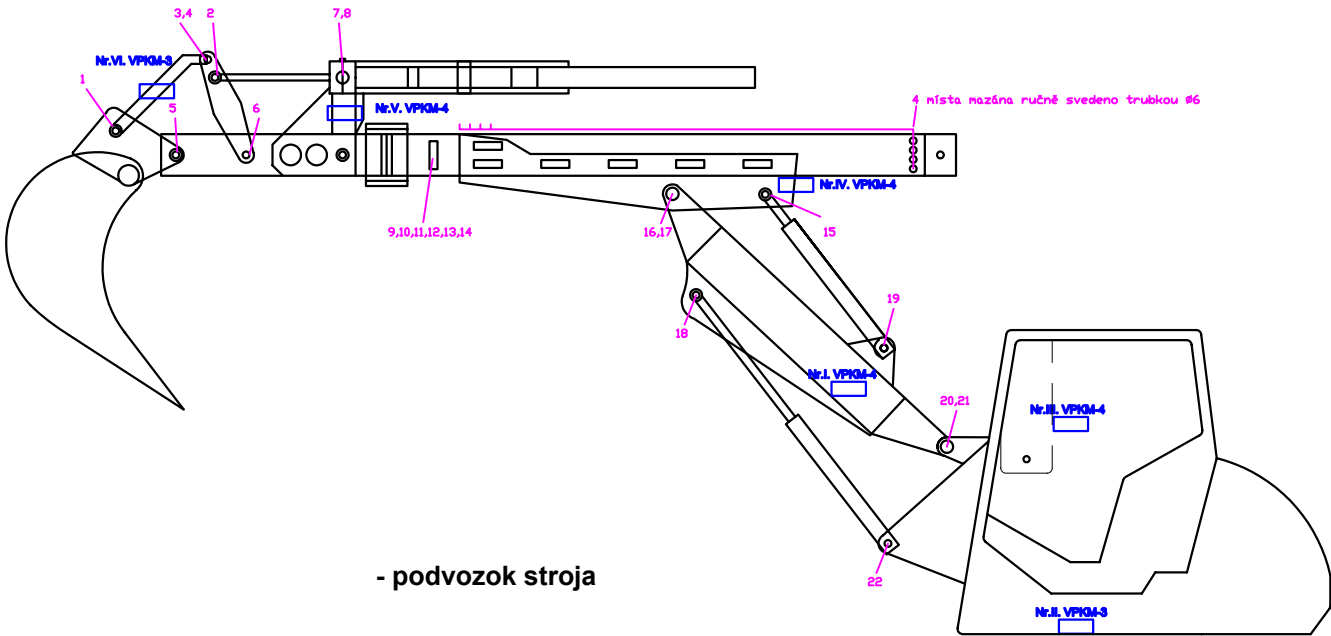 3,4
2
7,8
Nr.VI. VPKM-3
1
5
6
Nr.V. VPKM-4
4 místa mazána ručně svedeno trubkou ø6
Nr.IV. VPKM-4
9,10,11,12,13,14
16,17
15
18
19
Nr.I. VPKM-4
20,21
Nr.III. VPKM-4
22
- podvozok stroja
Nr.II. VPKM-3